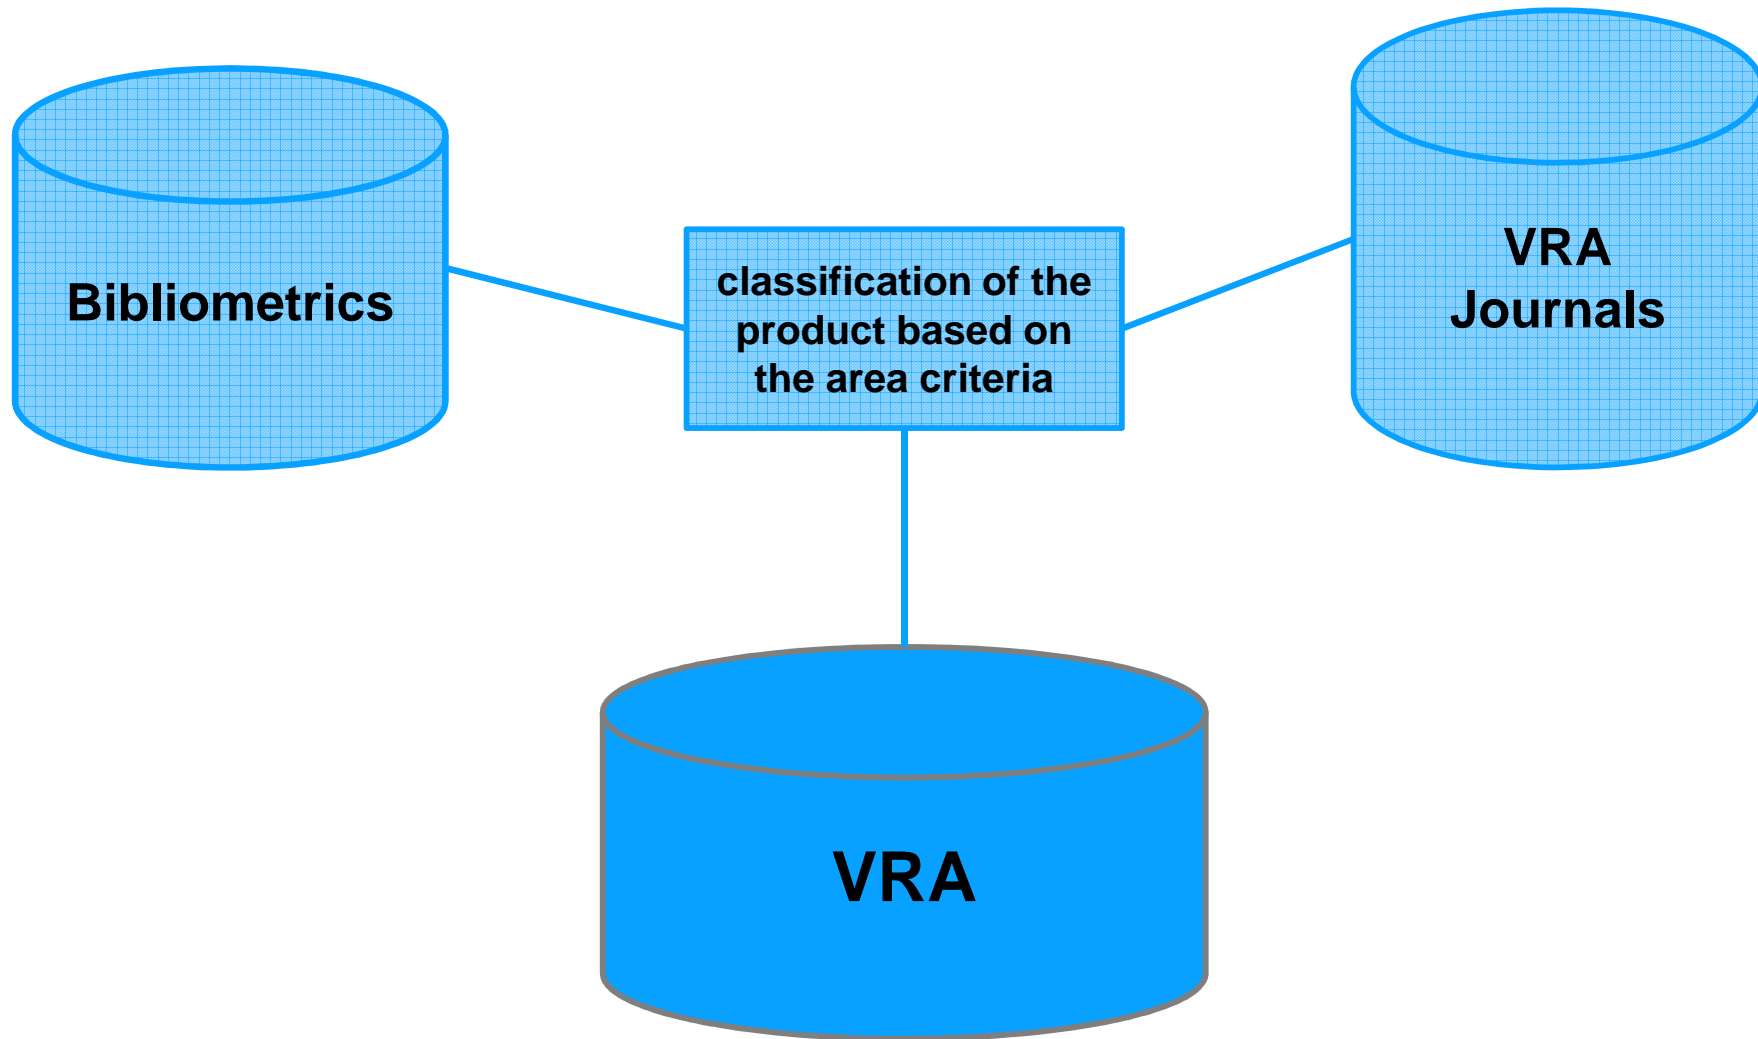 Bibliometrics
classification of the
product based on
the area criteria
VRA
Journals
VRA